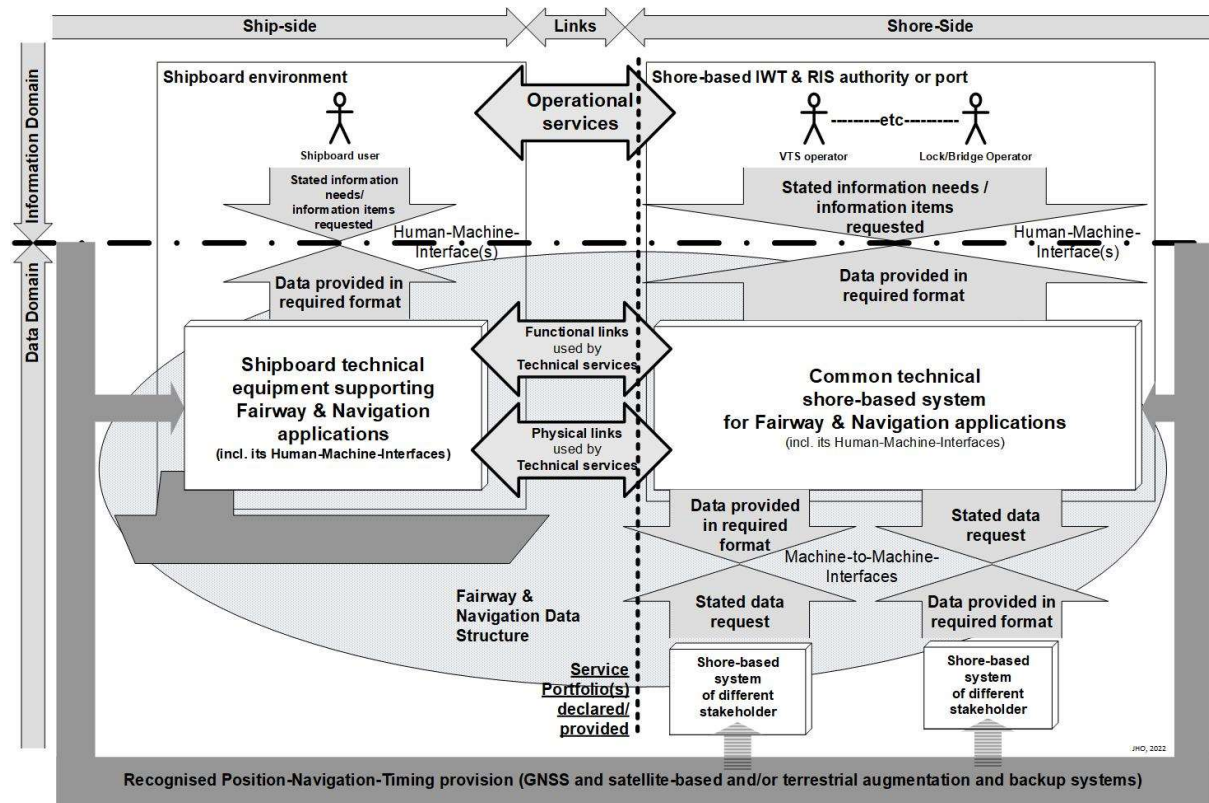 Ship-side
Links
Shore-Side
Information Domain
Data Domain
Shipboard environment
Shipboard user
Stated information
needs/
information items
requested
Human-Machine-
Interface(s)
Data provided in
required format
Shipboard technical
equipment supporting
Fairway & Navigation
applications
(incl. its Human-Machine-Interfaces)
Operational
services
Functional links
used by
Technical services
Physical links
used by
Technical services
Shore-based IWT & RIS authority or port
etc
VTS operator
Lock/Bridge Operator
Stated information needs /
information items
requested
Human-Machine-
Interface(s)
Data provided in
required format
Common technical
shore-based system
for Fairway & Navigation applications
(incl. its Human-Machine-Interfaces)
Data provided
in required
format
Stated data
request
Machine-to-Machine-
Interfaces
Stated data
request
Data provided in
required format
Fairway &
Navigation Data
Structure
Service
Portfolio(s)
declared/
provided
Shore-based
system
of different
stakeholder
Shore-based
system
of different
stakeholder
JHO, 2022
Recognised Position-Navigation-Timing provision (GNSS and satellite-based and/or terrestrial augmentation and backup systems)